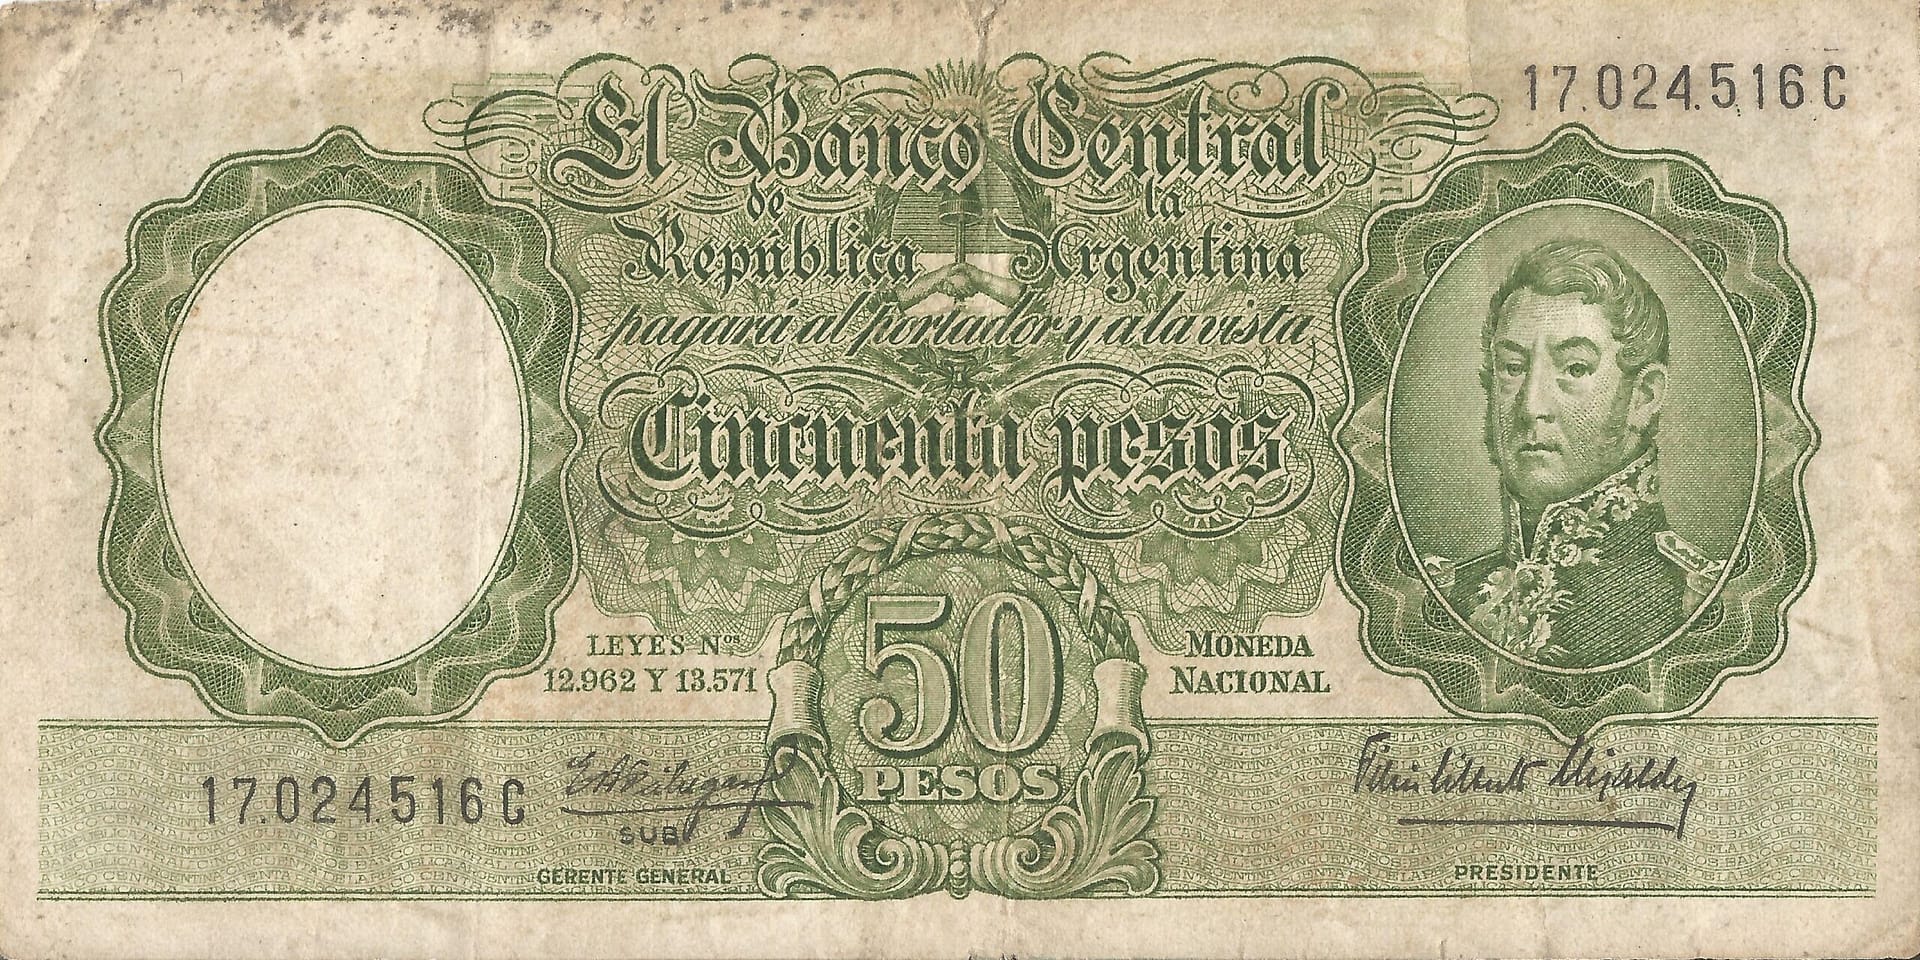 17.024.516 C
El Banco Central
de la
República Argentina
pagará al portador y a la vista
Cincuenta pesos
LEYES Nos
12.962 Y 13.571
MONEDA
NACIONAL
50
PESOS
17.024.516 C
SUB
GERENTE GENERAL
PRESIDENTE